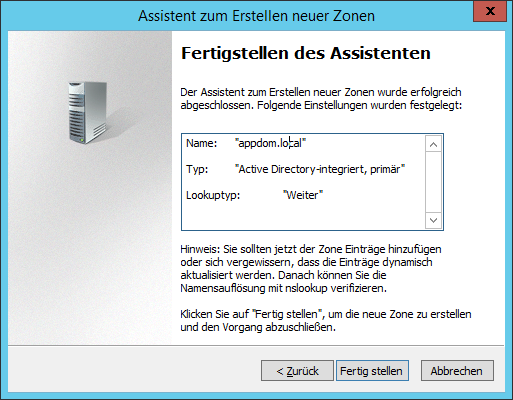 Assistent zum Erstellen neuer Zonen
x
Fertigstellen des Assistenten
Der Assistent zum Erstellen neuer Zonen wurde erfolgreich
abgeschlossen. Folgende Einstellungen wurden festgelegt:
Name: "appdom.local"
Typ: "Active Directory-integriert, primär"
Lookuptyp: "Weiter"
Hinweis: Sie sollten jetzt der Zone Einträge hinzufügen
oder sich vergewissern, dass die Einträge dynamisch
aktualisiert werden. Danach können Sie die
Namensauflösung mit nslookup verifizieren.
Klicken Sie auf "Fertig stellen", um die neue Zone zu erstellen
und den Vorgang abzuschließen.
< Zurück Fertig stellen Abbrechen